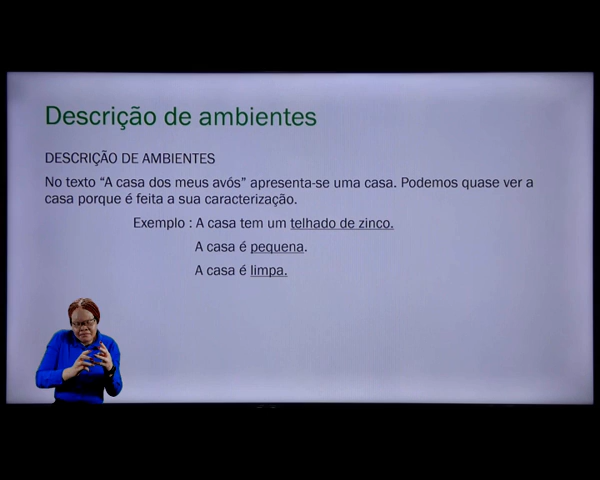 Descrição de ambientes
DESCRIÇÃO DE AMBIENTES
No texto “A casa dos meus avós” apresenta-se uma casa. Podemos quase ver a
casa porque é feita a sua caracterização.
Exemplo : A casa tem um telhado de zinco.
A casa é pequena.
A casa é limpa.